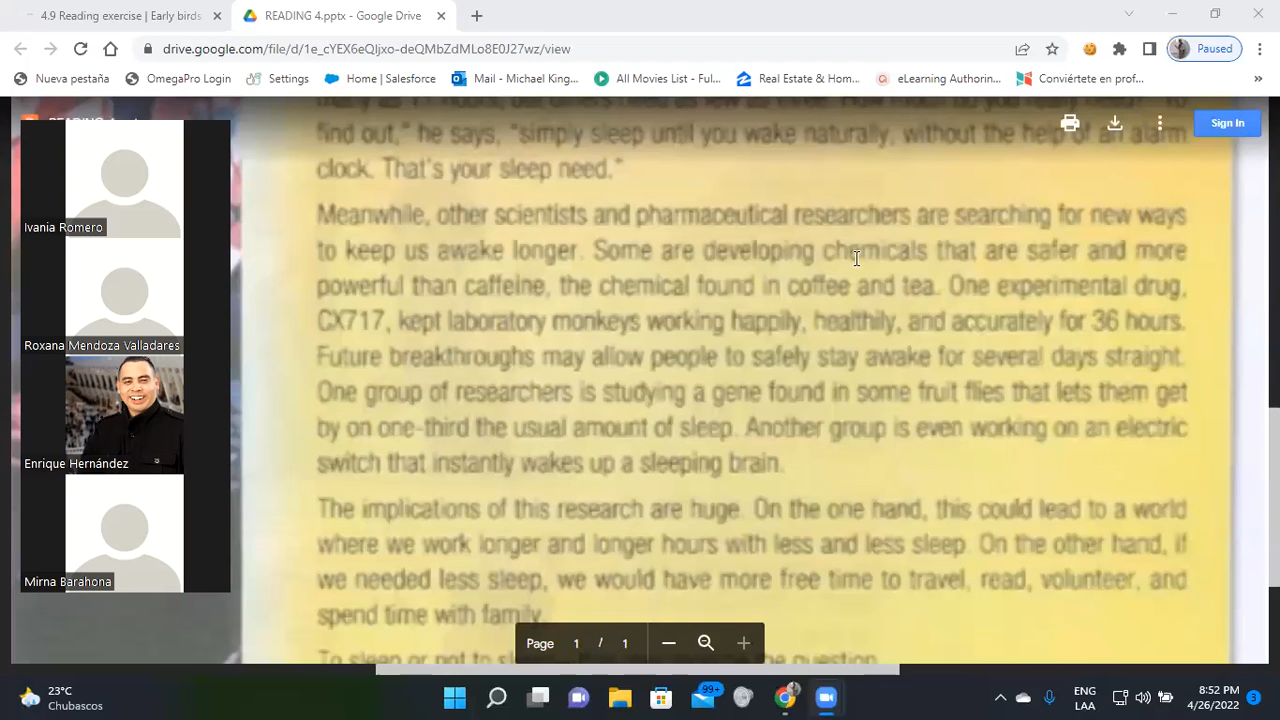 4.9 Reading exercise | Early birds
READING 4.pptx - Google Drive
drive.google.com/file/d/1e_cYEX6eQIjxo-deQMbZdMLo8E0J27wz/view
Paused
Nueva pestaña
OmegaPro Login
Settings
Home | Salesforce
Mail - Michael King...
All Movies List - Ful...
Real Estate & Hom...
eLearning Authorin...
Conviértete en prof...
»
Sign In
find out," he says, "simply sleep until you wake naturally, without the help of an alarm
clock. That's your sleep need."
Meanwhile, other scientists and pharmaceutical researchers are searching for new ways
to keep us awake longer. Some are developing chemicals that are safer and more
powerful than caffeine, the chemical found in coffee and tea. One experimental drug,
CX717, kept laboratory monkeys working happily, healthily, and accurately for 36 hours.
Future breakthroughs may allow people to safely stay awake for several days straight.
One group of researchers is studying a gene found in some fruit flies that lets them get
by on one-third the usual amount of sleep. Another group is even working on an electric
switch that instantly wakes up a sleeping brain.
The implications of this research are huge. On the one hand, this could lead to a world
where we work longer and longer hours with less and less sleep. On the other hand, if
we needed less sleep, we would have more free time to travel, read, volunteer, and
spend time with family.
To sleep or not to the question.
Ivania Romero
Roxana Mendoza Valladares
Enrique Hernández
Mirna Barahona
Page 1 / 1
23°C
Chubascos
99+
ENG
LAA
8:52 PM
4/26/2022
3